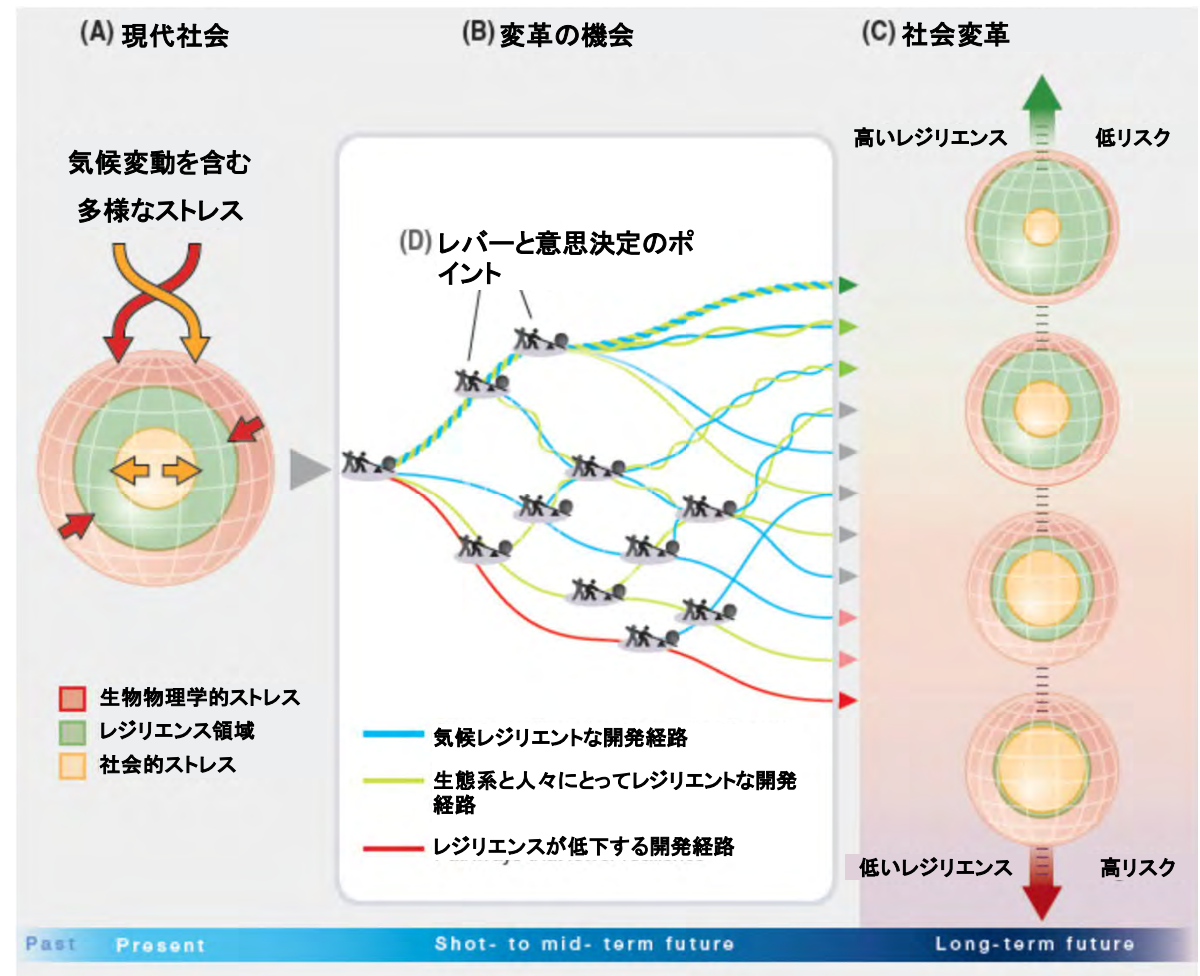 (A) 現代社会
(B) 変革の機会
(C) 社会変革
気候変動を含む
多様なストレス
(D) レバーと意思決定のポ
イント
高いレジリエンス
低リスク
生物物理学的ストレス
レジリエンス領域
社会的ストレス
気候レジリエントな開発経路
生態系と人々にとってレジリエントな開発
経路
レジリエンスが低下する開発経路
低いレジリエンス
高リスク
Past
Present
Shot- to mid- term future
Long-term future